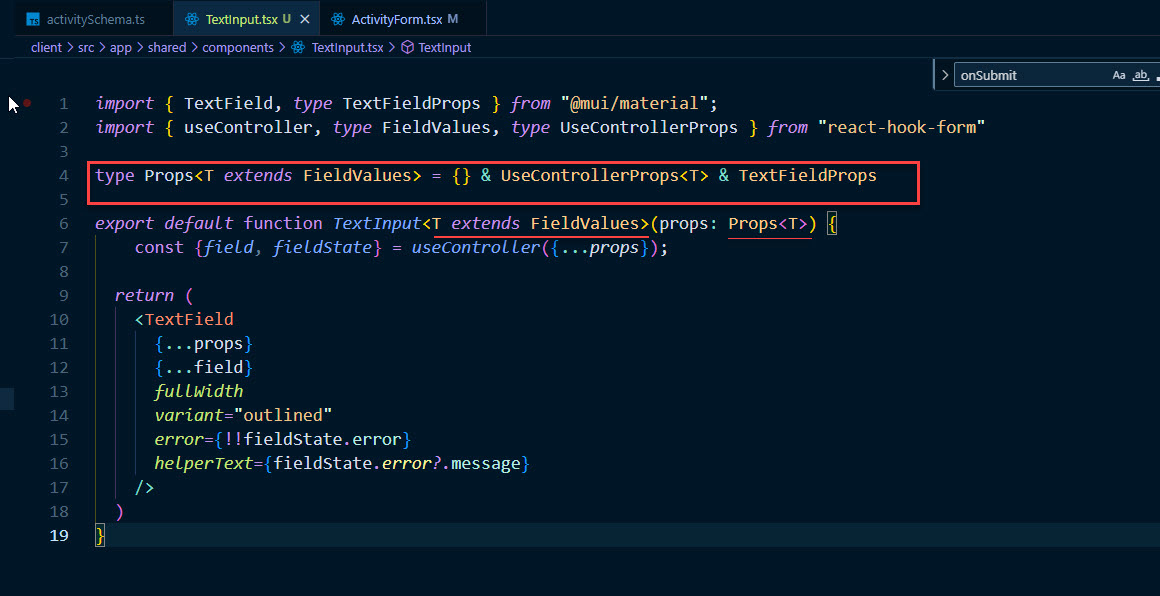 activitySchema.ts TextInput.tsx U ActivityForm.tsx M
client > src > app > shared > components > TextInput.tsx > TextInput
onSubmit Aa ab
1 import { TextField, type TextFieldProps } from "@mui/material";
2 import { useController, type FieldValues, type UseControllerProps } from "react-hook-form"
3
4 type Props<T extends FieldValues> = {} & UseControllerProps<T> & TextFieldProps
5
6 export default function TextInput<T extends FieldValues>(props: Props<T>) {
7 const {field, fieldState} = useController({...props});
8
9 return (
10 <TextField
11 {...props}
12 {...field}
13 fullWidth
14 variant="outlined"
15 error={!!fieldState.error}
16 helperText={fieldState.error?.message}
17 />
18 )
19 }